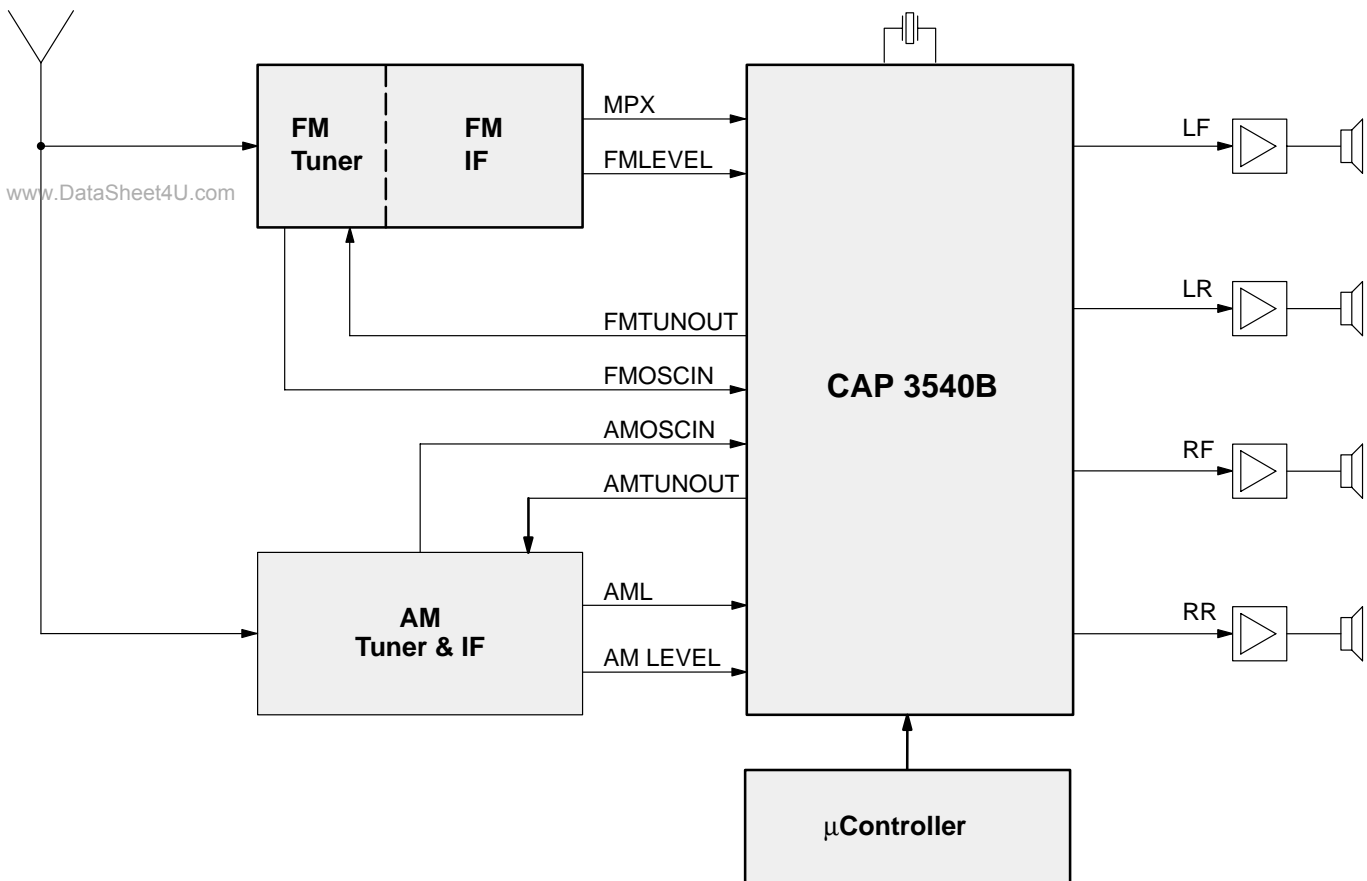 MPX
LF
FM
FM
Tuner
IF
FMLEVEL
www.DataSheet4U.com
LR
FMTUNOUT
FMOSCIN
CAP 3540B
AMOSCIN
RF
AMTUNOUT
AML
RR
AM
Tuner & IF
AM LEVEL
μController